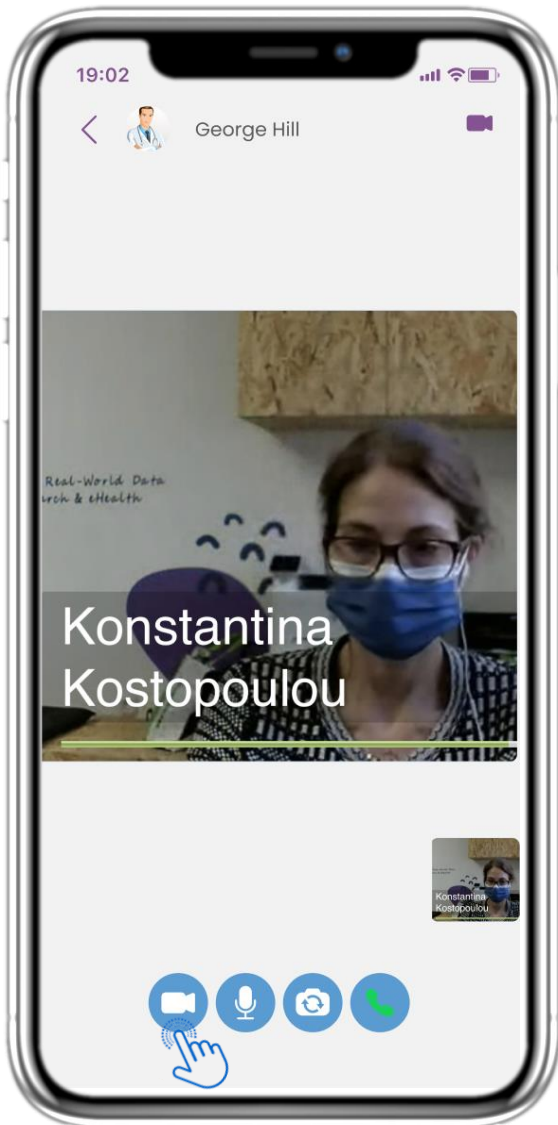 19:02
George Hill
Real-World Data
rch & eHealth
Konstantina
Kostopoulou
Konstantina
Kostopoulou